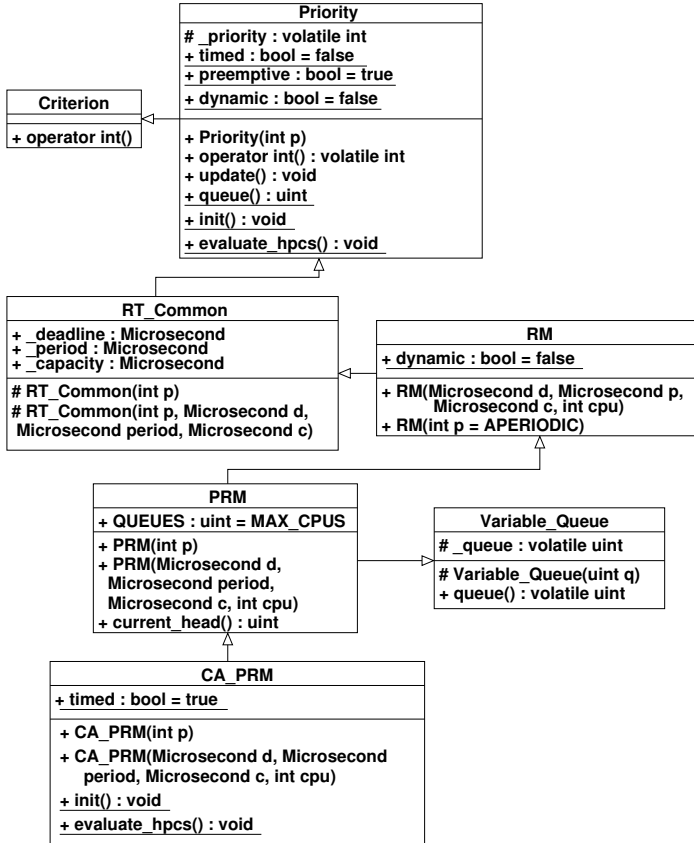 Priority
# _priority : volatile int
+ timed : bool = false
+ preemptive : bool = true
+ dynamic : bool = false
+ Priority(int p)
+ operator int() : volatile int
+ update() : void
+ queue() : uint
+ init() : void
+ evaluate_hpcs() : void
Criterion
+ operator int()
RT_Common
+ _deadline : Microsecond
+ _period : Microsecond
+ _capacity : Microsecond
# RT_Common(int p)
# RT_Common(int p, Microsecond d,
Microsecond period, Microsecond c)
RM
+ dynamic : bool = false
+ RM(Microsecond d, Microsecond p,
Microsecond c, int cpu)
+ RM(int p = APERIODIC)
PRM
+ QUEUES : uint = MAX_CPUS
+ PRM(int p)
+ PRM(Microsecond d,
Microsecond period,
Microsecond c, int cpu)
+ current_head() : uint
Variable_Queue
# _queue : volatile uint
# Variable_Queue(uint q)
+ queue() : volatile uint
CA_PRM
+ timed : bool = true
+ CA_PRM(int p)
+ CA_PRM(Microsecond d, Microsecond
period, Microsecond c, int cpu)
+ init() : void
+ evaluate_hpcs() : void